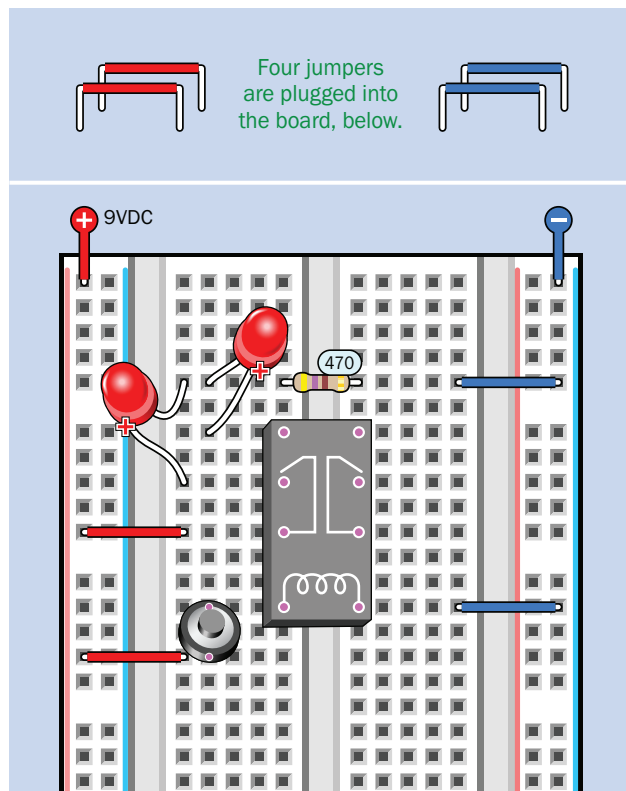 Four jumpers
are plugged into
the board, below.
9VDC
470